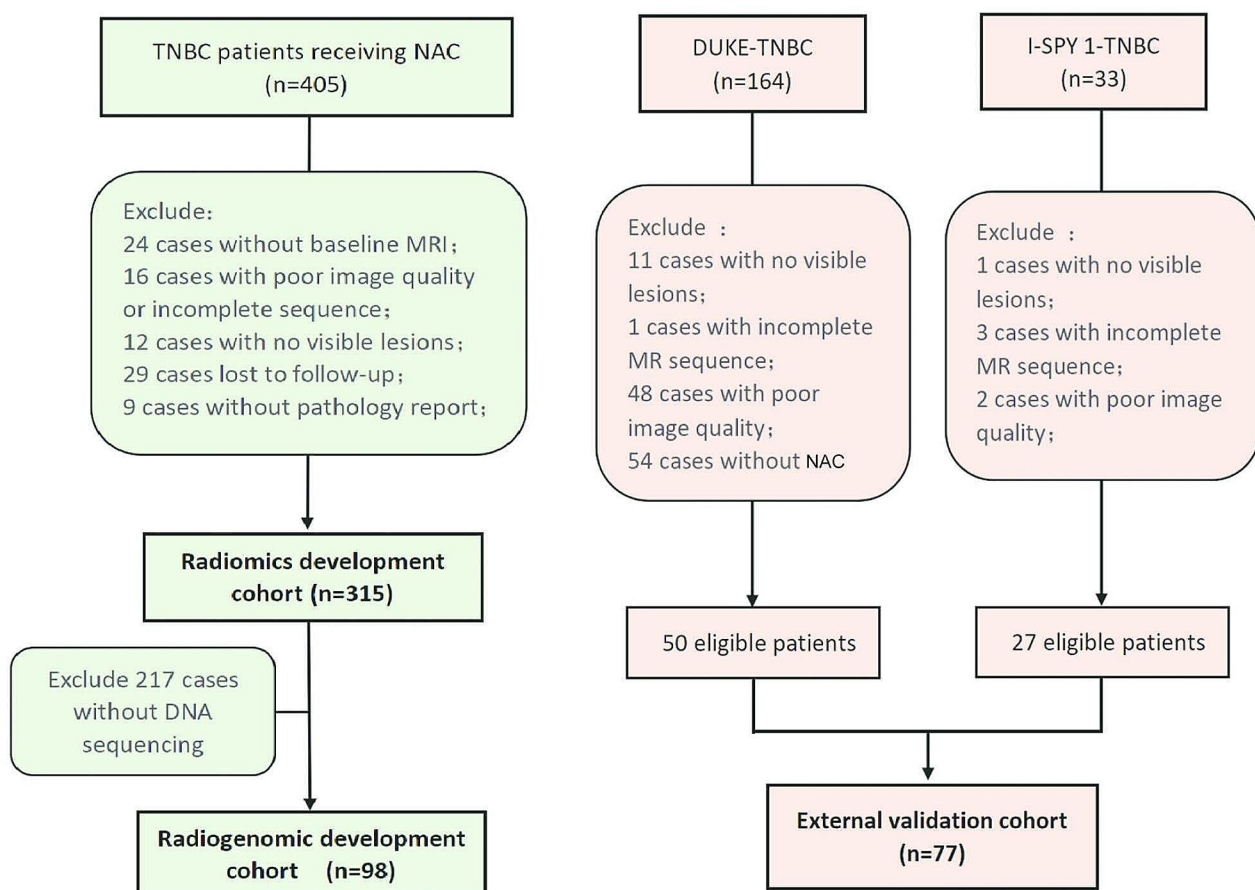 TNBC patients receiving NAC
(n=405)
Exclude：
24 cases without baseline MRI；
16 cases with poor image quality
or incomplete sequence；
12 cases with no visible lesions；
29 cases lost to follow-up；
9 cases without pathology report；
Radiomics development
cohort (n=315)
Exclude 217 cases
without DNA
sequencing
Radiogenomic development
cohort (n=98)
DUKE-TNBC
(n=164)
Exclude ：
11 cases with no visible
lesions；
1 cases with incomplete
MR sequence；
48 cases with poor
image quality；
54 cases without NAC
50 eligible patients
I-SPY 1-TNBC
(n=33)
Exclude ：
1 cases with no visible
lesions；
3 cases with incomplete
MR sequence；
2 cases with poor image
quality；
27 eligible patients
External validation cohort
(n=77)